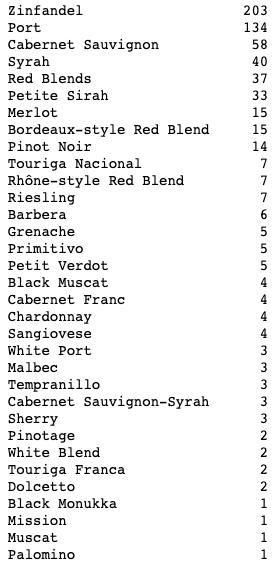 Zinfandel 203
Port 134
Cabernet Sauvignon 58
Syrah 40
Red Blends 37
Petite Sirah 33
Merlot 15
Bordeaux-style Red Blend 15
Pinot Noir 14
Touriga Nacional 7
Rhône-style Red Blend 7
Riesling 7
Barbera 6
Grenache 5
Primitivo 5
Petit Verdot 5
Black Muscat 4
Cabernet Franc 4
Chardonnay 4
Sangiovese 4
White Port 3
Malbec 3
Tempranillo 3
Cabernet Sauvignon-Syrah 3
Sherry 3
Pinotage 2
White Blend 2
Touriga Franca 2
Dolcetto 2
Black Monukka 1
Mission 1
Muscat 1
Palomino 1